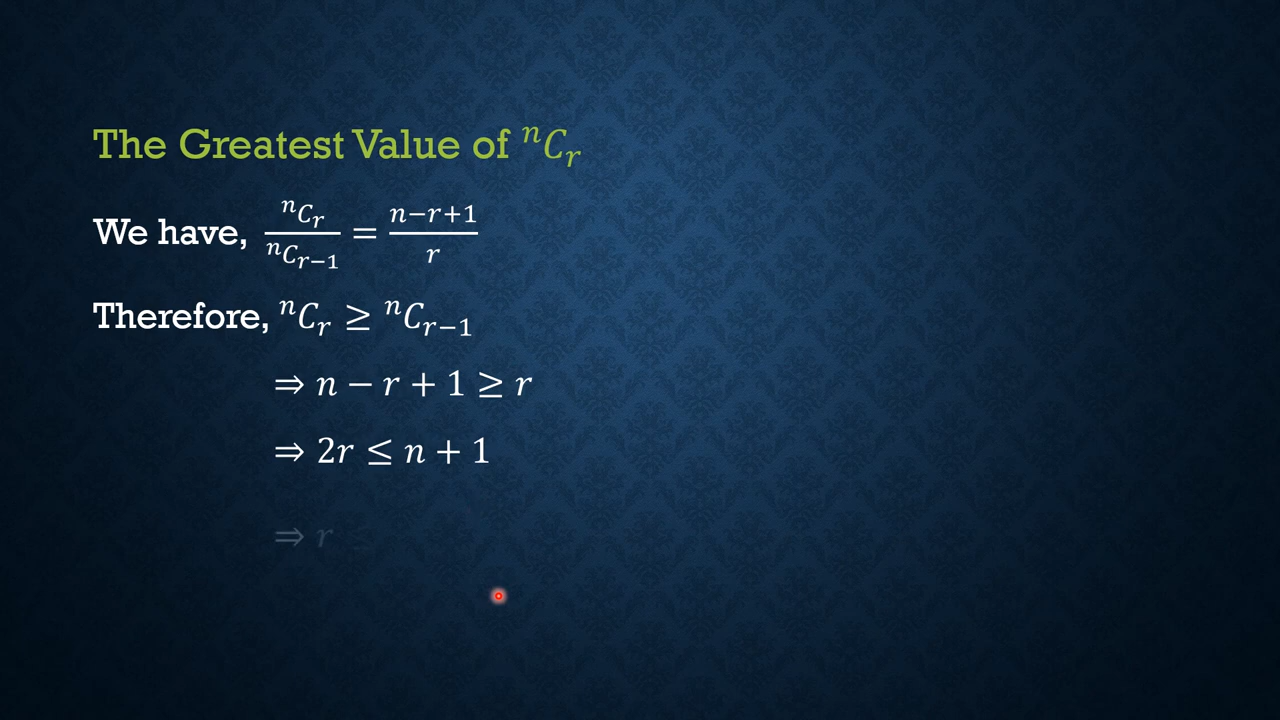 The Greatest Value of ⁿCᵣ
We have, ⁿCᵣ / ⁿCᵣ₋₁ = (n−r+1) / r
Therefore, ⁿCᵣ ≥ ⁿCᵣ₋₁
⇒ n − r + 1 ≥ r
⇒ 2r ≤ n + 1
⇒ r